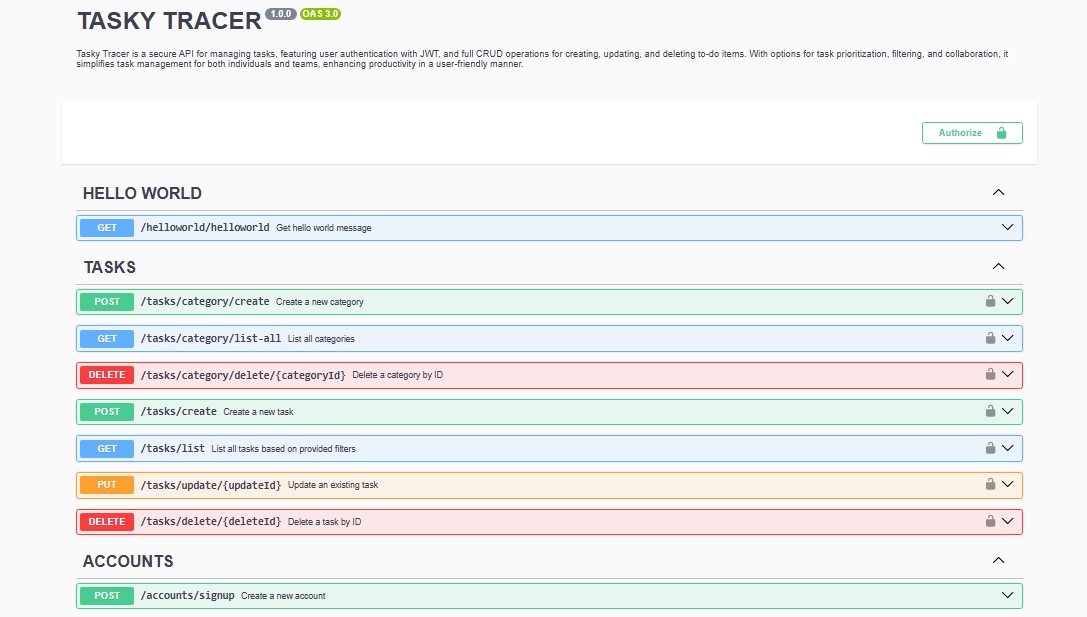 TASKY TRACER 1.0.0 OAS 3.0
Tasky Tracer is a secure API for managing tasks, featuring user authentication with JWT, and full CRUD operations for creating, updating, and deleting to-do items. With options for task prioritization, filtering, and collaboration, it
simplifies task management for both individuals and teams, enhancing productivity in a user-friendly manner.
Authorize
HELLO WORLD
GET /helloworld/helloworld Get hello world message
TASKS
POST /tasks/category/create Create a new category
GET /tasks/category/list-all List all categories
DELETE /tasks/category/delete/{categoryId} Delete a category by ID
POST /tasks/create Create a new task
GET /tasks/list List all tasks based on provided filters
PUT /tasks/update/{updateId} Update an existing task
DELETE /tasks/delete/{deleteId} Delete a task by ID
ACCOUNTS
POST /accounts/signup Create a new account